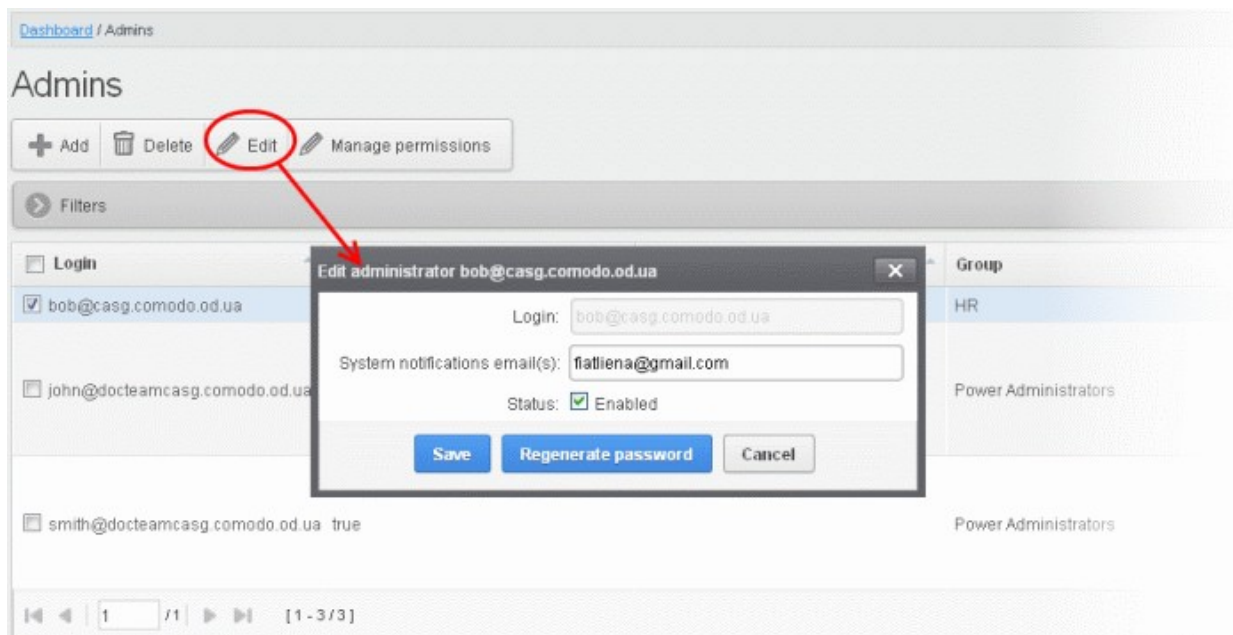 Dashboard / Admins
Admins
Add Delete Edit Manage permissions
Filters
Login Group
Edit administrator bob@casg.comodo.od.ua
bob@casg.comodo.od.ua HR
Login: bob@casg.comodo.od.ua
System notifications email(s): fiatliena@gmail.com
john@docteamcasg.comodo.od.ua Power Administrators
Status: Enabled
Save Regenerate password Cancel
smith@docteamcasg.comodo.od.ua true Power Administrators
1 /1 [1 - 3 / 3]